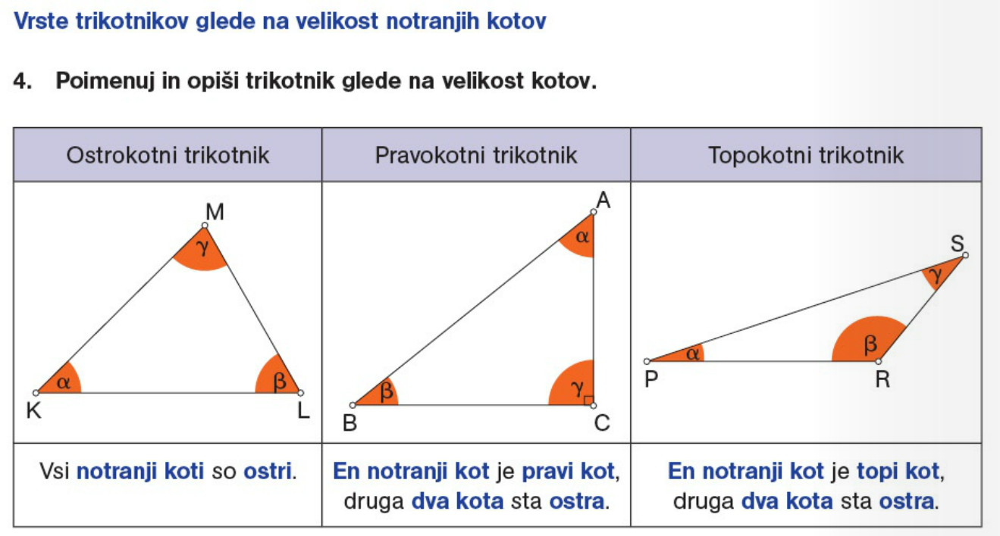 Vrste trikotnikov glede na velikost notranjih kotov
4. Poimenuj in opiši trikotnik glede na velikost kotov.
Ostrokotni trikotnik
Pravokotni trikotnik
Topokotni trikotnik
M
γ
α
β
K
L
A
α
β
γ
B
C
S
γ
β
α
P
R
Vsi notranji koti so ostri.
En notranji kot je pravi kot,
druga dva kota sta ostra.
En notranji kot je topi kot,
druga dva kota sta ostra.